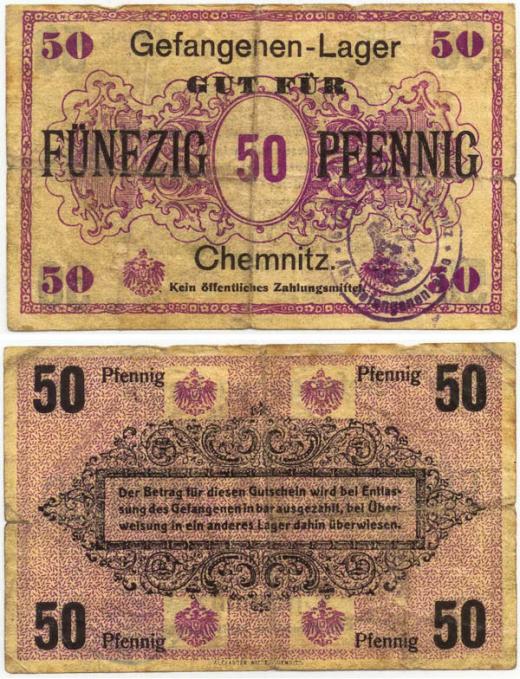 50 Gefangenen-Lager 50
GUT FÜR
FÜNFZIG 50 PFENNIG
Chemnitz.
50 50
Kein öffentliches Zahlungsmittel.
50 Pfennig Pfennig 50
Der Betrag für diesen Gutschein wird bei Entlas-
sung des Gefangenen in bar ausgezahlt, bei Über-
weisung in ein anderes Lager dahin überwiesen.
50 Pfennig Pfennig 50